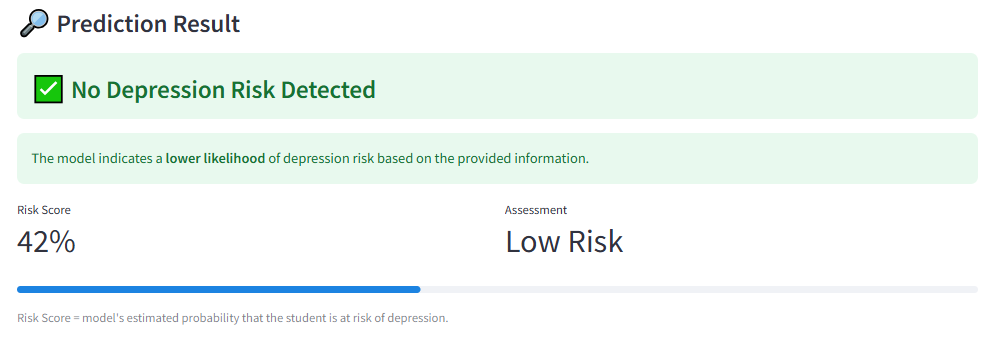 Prediction Result
No Depression Risk Detected
The model indicates a lower likelihood of depression risk based on the provided information.
Risk Score
42%
Assessment
Low Risk
Risk Score = model's estimated probability that the student is at risk of depression.